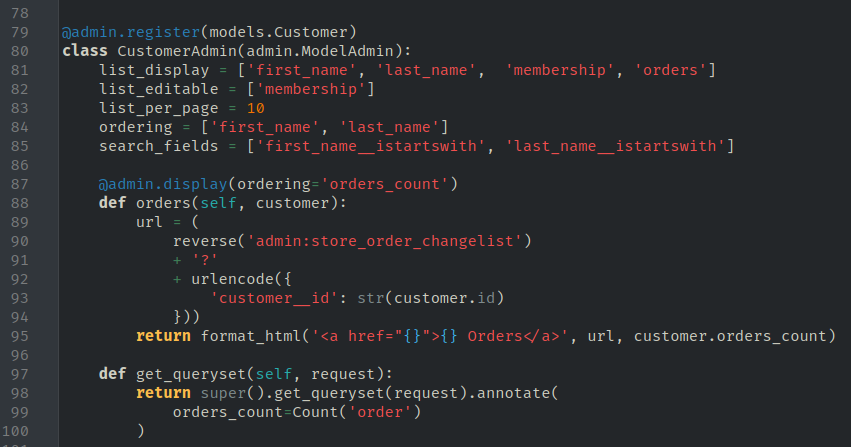 78
79 @admin.register(models.Customer)
80 class CustomerAdmin(admin.ModelAdmin):
81     list_display = ['first_name', 'last_name',  'membership', 'orders']
82     list_editable = ['membership']
83     list_per_page = 10
84     ordering = ['first_name', 'last_name']
85     search_fields = ['first_name__istartswith', 'last_name__istartswith']
86
87     @admin.display(ordering='orders_count')
88     def orders(self, customer):
89         url = (
90             reverse('admin:store_order_changelist')
91             + '?'
92             + urlencode({
93                 'customer__id': str(customer.id)
94             }))
95         return format_html('<a href="{}">{} Orders</a>', url, customer.orders_count)
96
97     def get_queryset(self, request):
98         return super().get_queryset(request).annotate(
99             orders_count=Count('order')
100         )